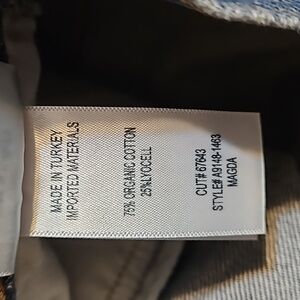 MADE IN TURKEY
IMPORTED MATERIALS
75% ORGANIC COTTON
25%LYOCELL
CUT# 67643
STYLE# A9148-1463
MAGDA